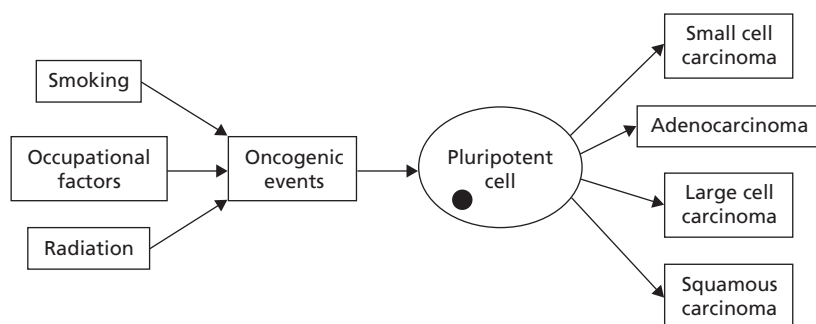 Smoking
Occupational
factors
Radiation
Oncogenic
events
Pluripotent
cell
Small cell
carcinoma
Adenocarcinoma
Large cell
carcinoma
Squamous
carcinoma